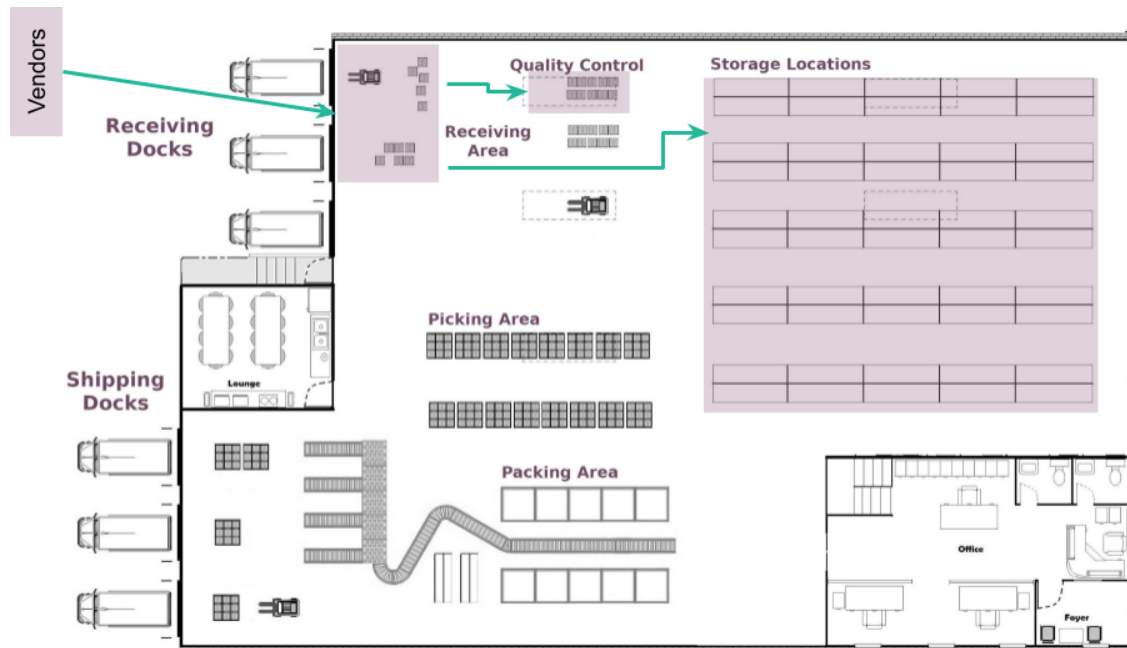 Vendors
Quality Control
Storage Locations
Receiving
Docks
Receiving
Area
Picking Area
Lounge
Shipping
Docks
Packing Area
Office
Foyer